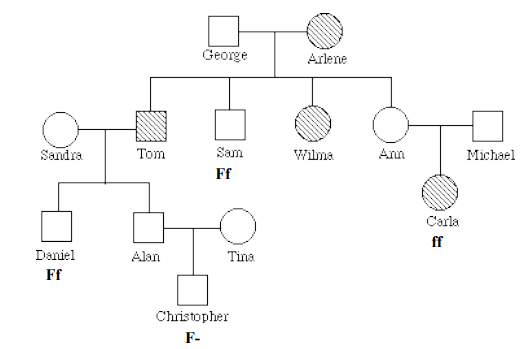 George
Arlene
Sandra
Tom
Sam
Wilma
Ann
Michael
Ff
Carla
ff
Daniel
Alan
Tina
Ff
Christopher
F-